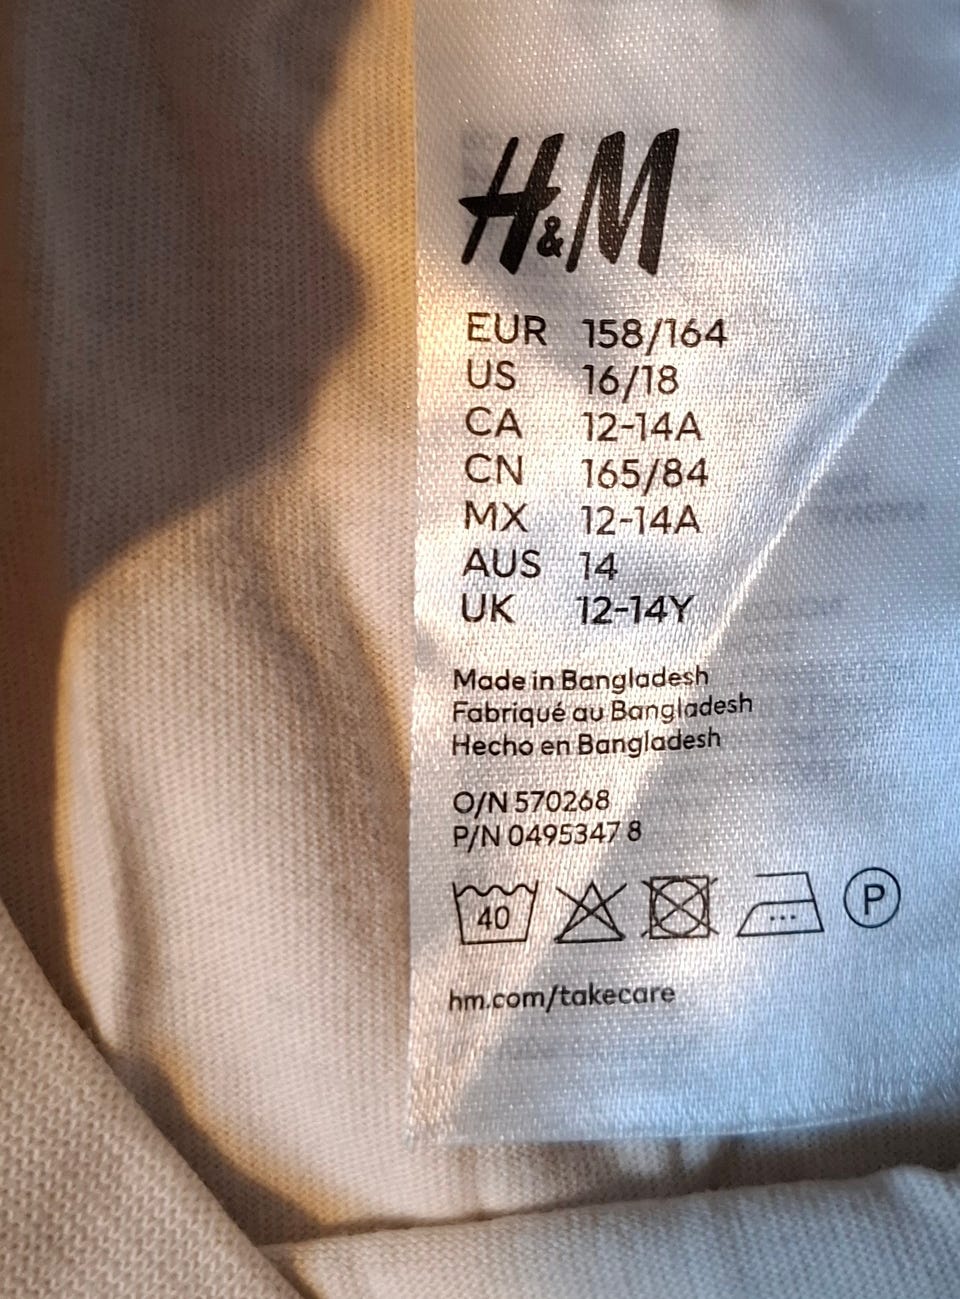 H&M
EUR 158/164
US 16/18
CA 12-14A
CN 165/84
MX 12-14A
AUS 14
UK 12-14Y
Made in Bangladesh
Fabriqué au Bangladesh
Hecho en Bangladesh
O/N 570268
P/N 0495347 8
40 P
hm.com/takecare